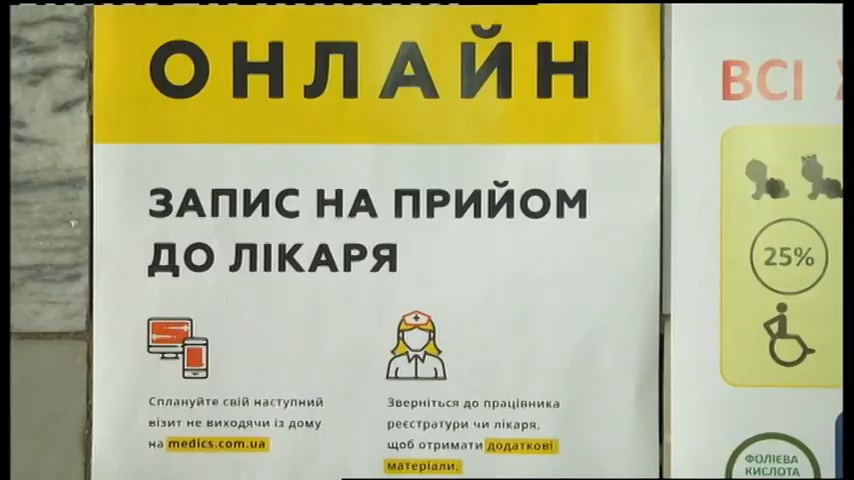 ОНЛАЙН
ЗАПИС НА ПРИЙОМ
ДО ЛІКАРЯ
Сплануйте свій наступний
візит не виходячи із дому
на medics.com.ua
Зверніться до працівника
реєстратури чи лікаря,
щоб отримати додаткові
матеріали.
ВСІ
25%
ФОЛІЄВА
КИСЛОТА